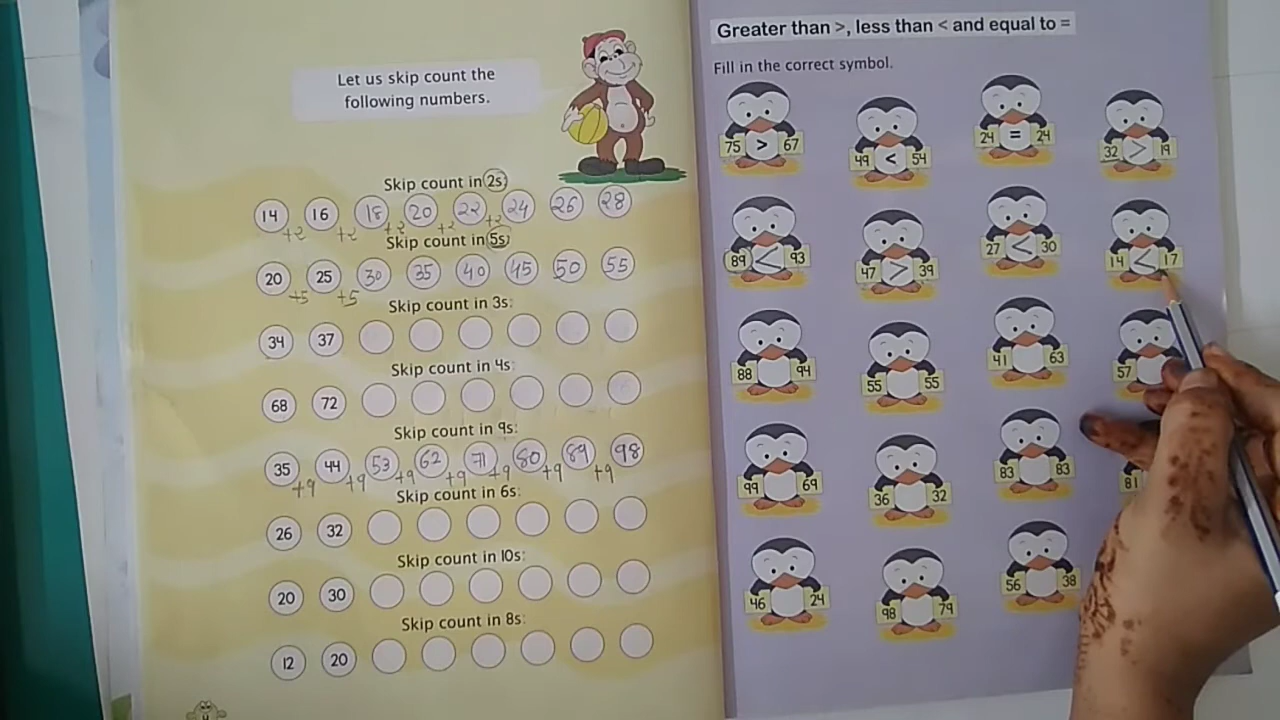 Let us skip count the
following numbers.
Skip count in 2s:
14 16 18 20 22 24 26 28
+2 +2 +2 +2 +2
Skip count in 5s:
20 25 30 35 40 45 50 55
+5 +5
Skip count in 3s:
34 37
Skip count in 4s:
68 72
Skip count in 9s:
35 44 53 62 71 80 89 98
+9 +9 +9 +9 +9 +9 +9
Skip count in 6s:
26 32
Skip count in 10s:
20 30
Skip count in 8s:
12 20
Greater than >, less than < and equal to =
Fill in the correct symbol.
75 > 67 49 < 54 24 = 24 32 > 19
89 < 93 47 > 39 27 < 30 14 < 17
88 94 55 55 41 63 57
99 69 36 32 83 83 81
46 24 98 79 56 38